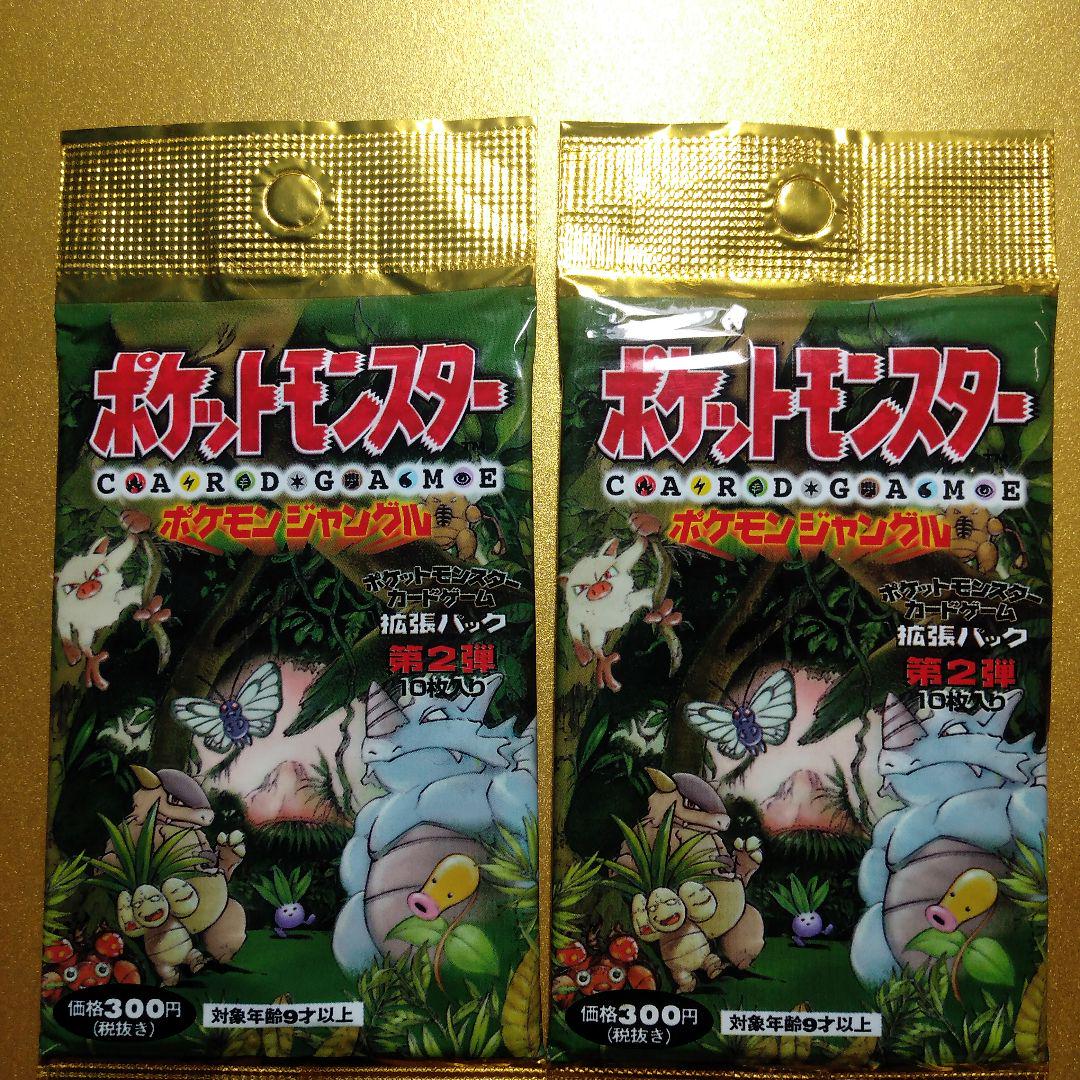 ポケットモンスター
TM
CARDGAME
ポケモンジャングル
ポケットモンスター
カードゲーム
拡張パック
第2弾
10枚入り
価格300円
(税抜き)
対象年齢9才以上
ポケットモンスター
TM
CARDGAME
ポケモンジャングル
ポケットモンスター
カードゲーム
拡張パック
第2弾
10枚入り
価格300円
(税抜き)
対象年齢9才以上